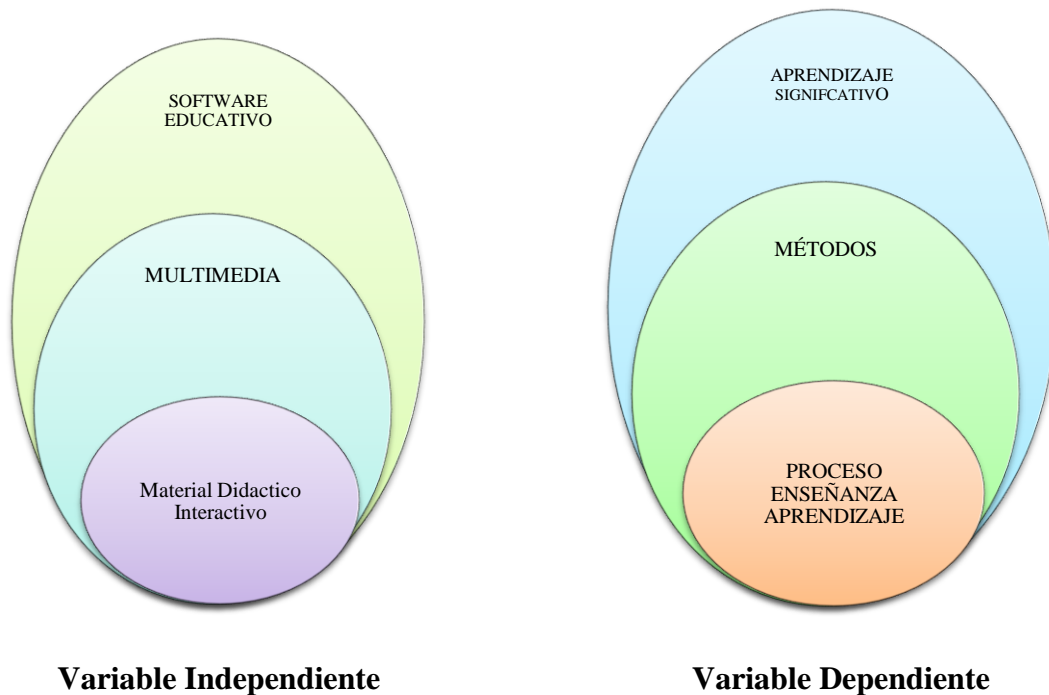 SOFTWARE
EDUCATIVO
MULTIMEDIA
Material Didactico
Interactivo
Variable Independiente
APRENDIZAJE
SIGNIFCATIVO
MÉTODOS
PROCESO
ENSEÑANZA
APRENDIZAJE
Variable Dependiente